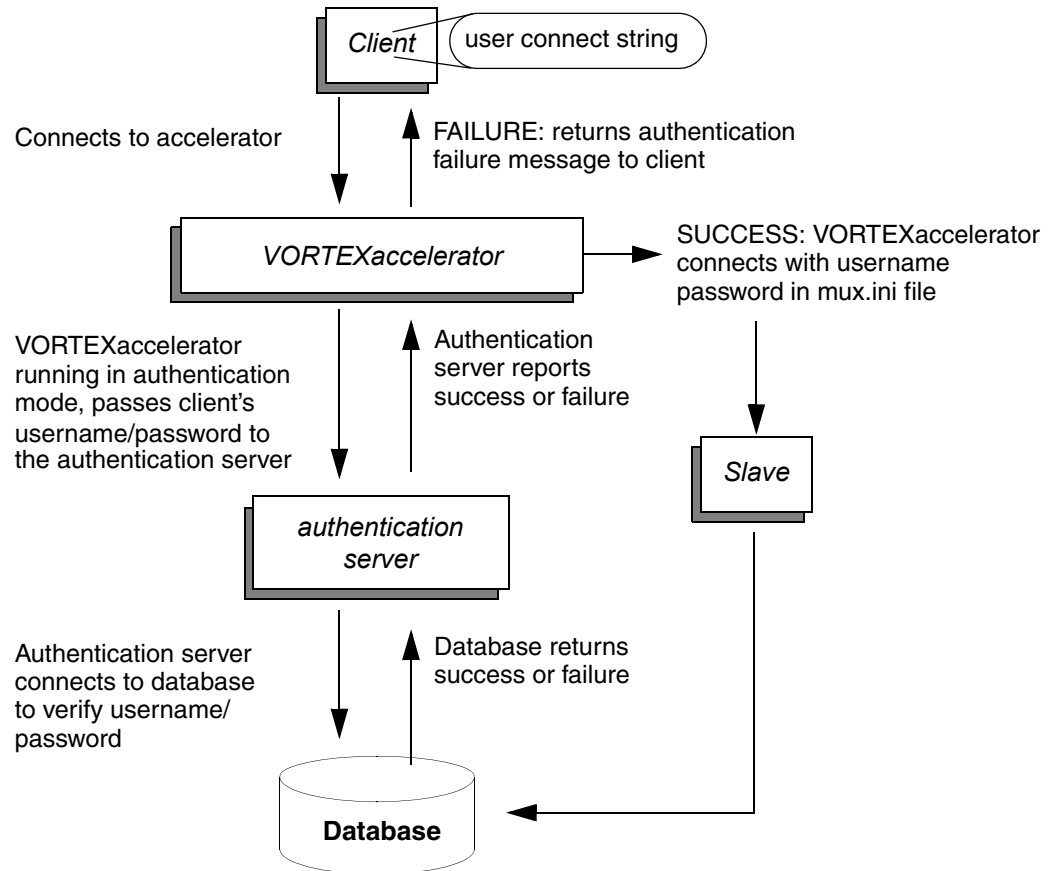 Client
user connect string
Connects to accelerator
FAILURE: returns authentication
failure message to client
VORTEXaccelerator
SUCCESS: VORTEXaccelerator
connects with username
password in mux.ini file
VORTEXaccelerator
running in authentication
mode, passes client’s
username/password to
the authentication server
Authentication
server reports
success or failure
Slave
authentication
server
Authentication server
connects to database
to verify username/
password
Database returns
success or failure
Database